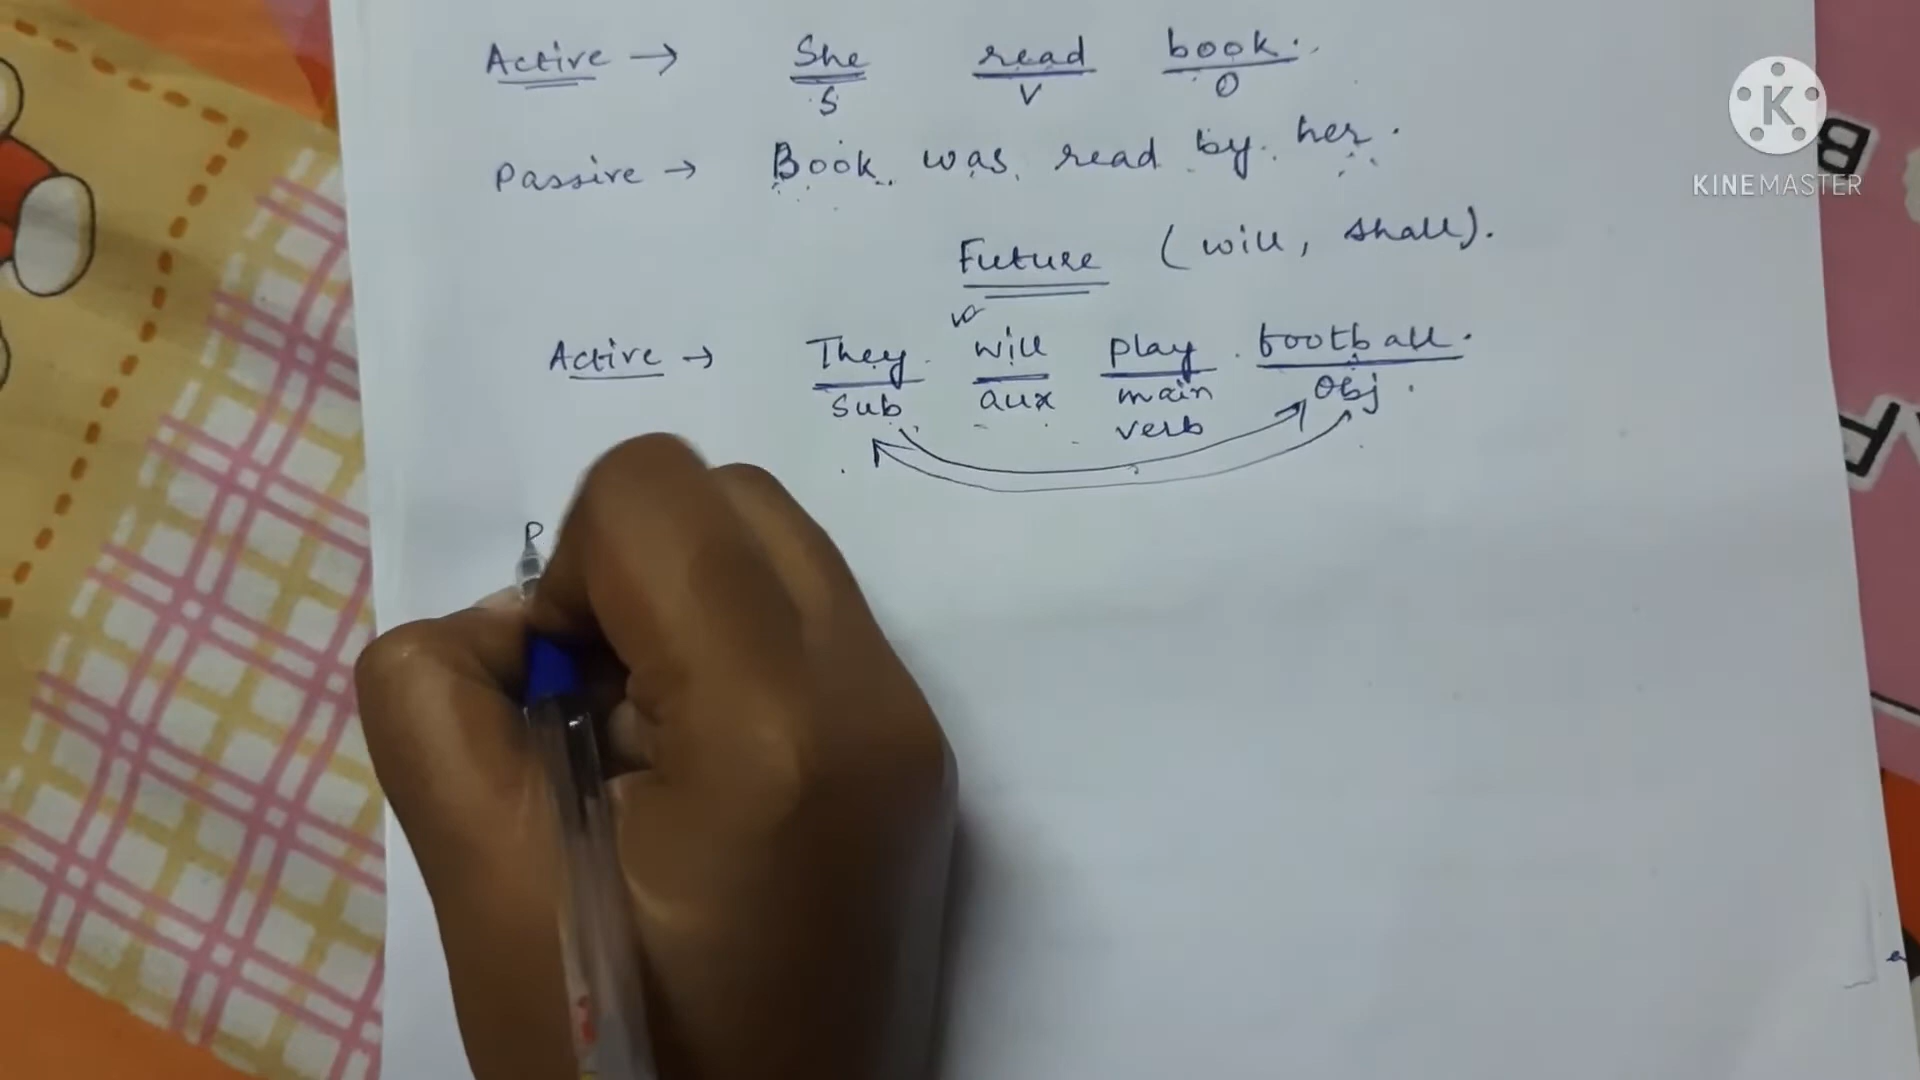 Active → She read book.
S V O
Passive → Book was read by her.
Future (will, shall).
Active → They will play football.
sub aux main verb obj.
P
KINEMASTER